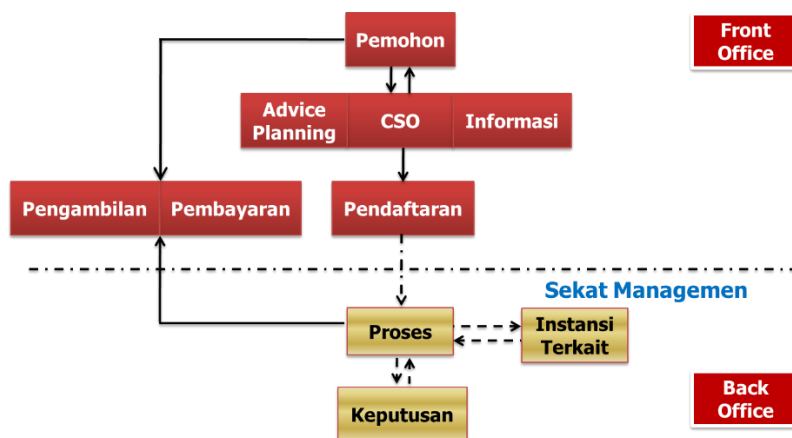 Pemohon
Front
Office
Advice
Planning
CSO
Informasi
Pengambilan
Pembayaran
Pendaftaran
Sekat Managemen
Proses
Instansi
Terkait
Keputusan
Back
Office